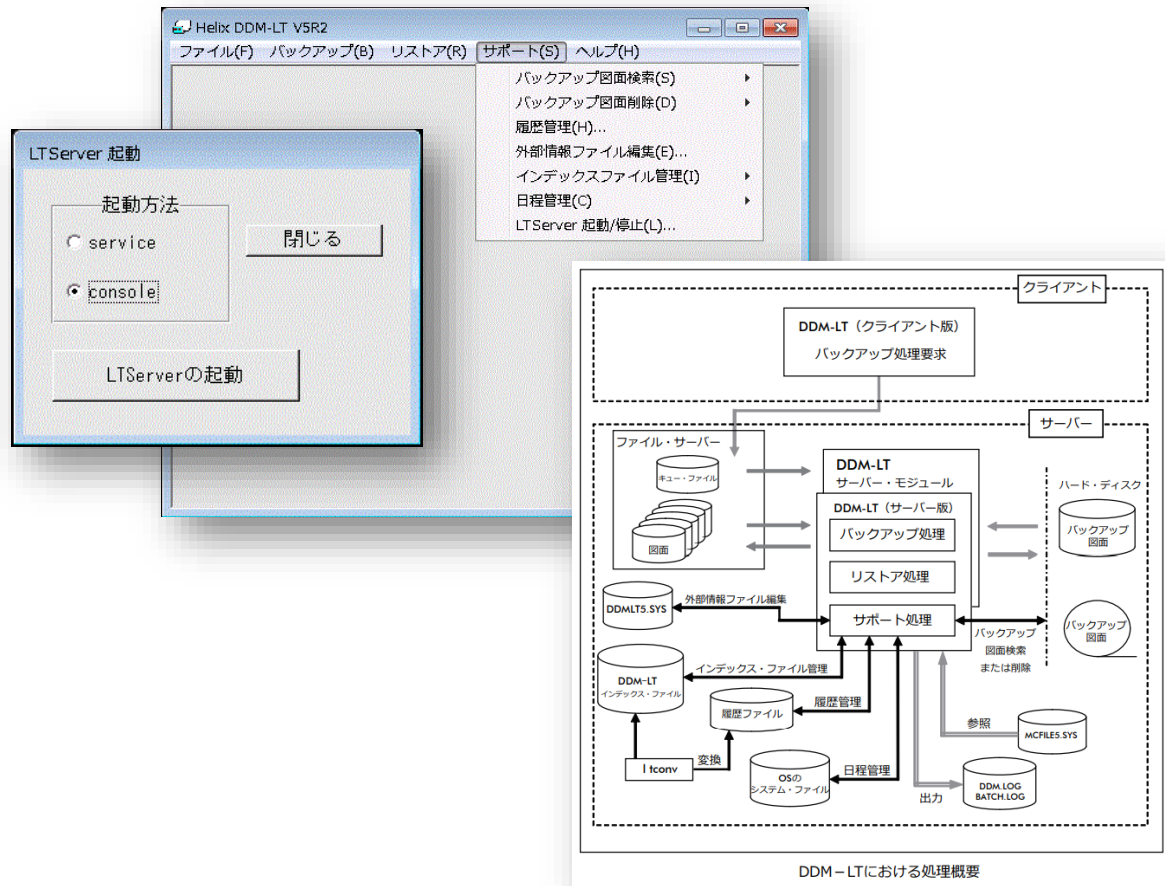 Helix DDM-LT V5R2
ファイル(F) バックアップ(B) リストア(R) サポート(S) ヘルプ(H)
バックアップ図面検索(S)
バックアップ図面削除(D)
履歴管理(H)...
外部情報ファイル編集(E)...
インデックスファイル管理(I)
日程管理(C)
LTServer 起動/停止(L)...
LTServer 起動
起動方法
service
console
閉じる
LTServerの起動
クライアント
DDM-LT（クライアント版）
バックアップ処理要求
サーバー
ファイル・サーバー
キュー・ファイル
図面
DDM-LT
サーバー・モジュール
DDM-LT（サーバー版）
バックアップ処理
リストア処理
サポート処理
ハード・ディスク
バックアップ
図面
バックアップ
図面
バックアップ
図面検索
または削除
DDMLT5.SYS
外部情報ファイル編集
DDM-LT
インデックス・ファイル
インデックス・ファイル管理
履歴ファイル
履歴管理
ltconv
変換
OSの
システム・ファイル
日程管理
参照
MCFILE5.SYS
出力
DDM.LOG
BATCH.LOG
DDM－LTにおける処理概要